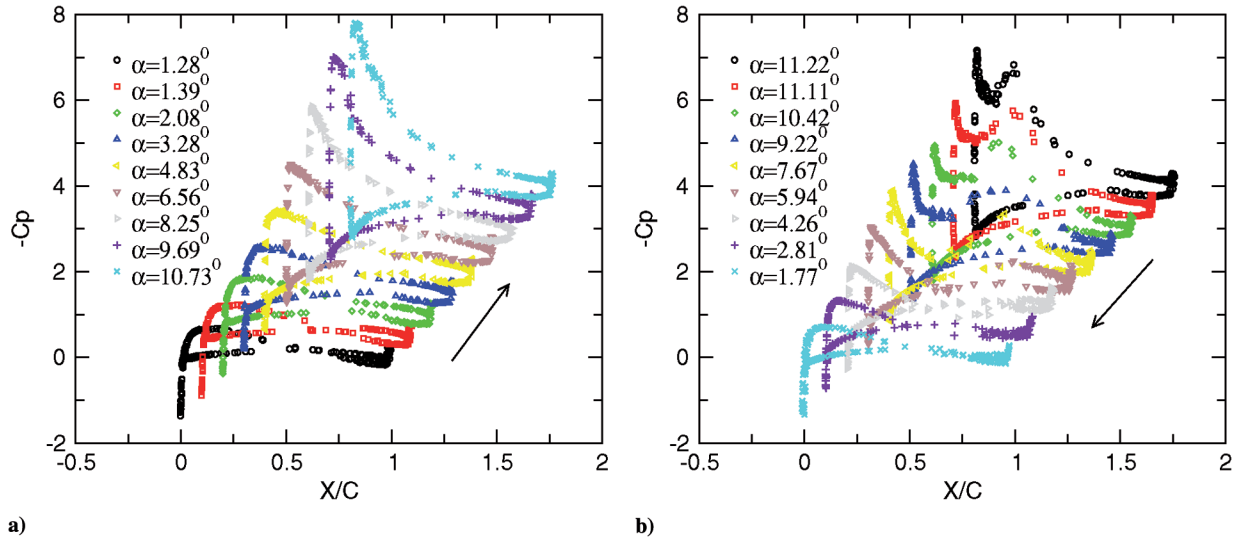 8
6
4
2
0
-2
-Cp
α=1.28⁰
α=1.39⁰
α=2.08⁰
α=3.28⁰
α=4.83⁰
α=6.56⁰
α=8.25⁰
α=9.69⁰
α=10.73⁰
-0.5 0 0.5 1 1.5 2
X/C
a)
8
6
4
2
0
-2
-Cp
α=11.22⁰
α=11.11⁰
α=10.42⁰
α=9.22⁰
α=7.67⁰
α=5.94⁰
α=4.26⁰
α=2.81⁰
α=1.77⁰
-0.5 0 0.5 1 1.5 2
X/C
b)